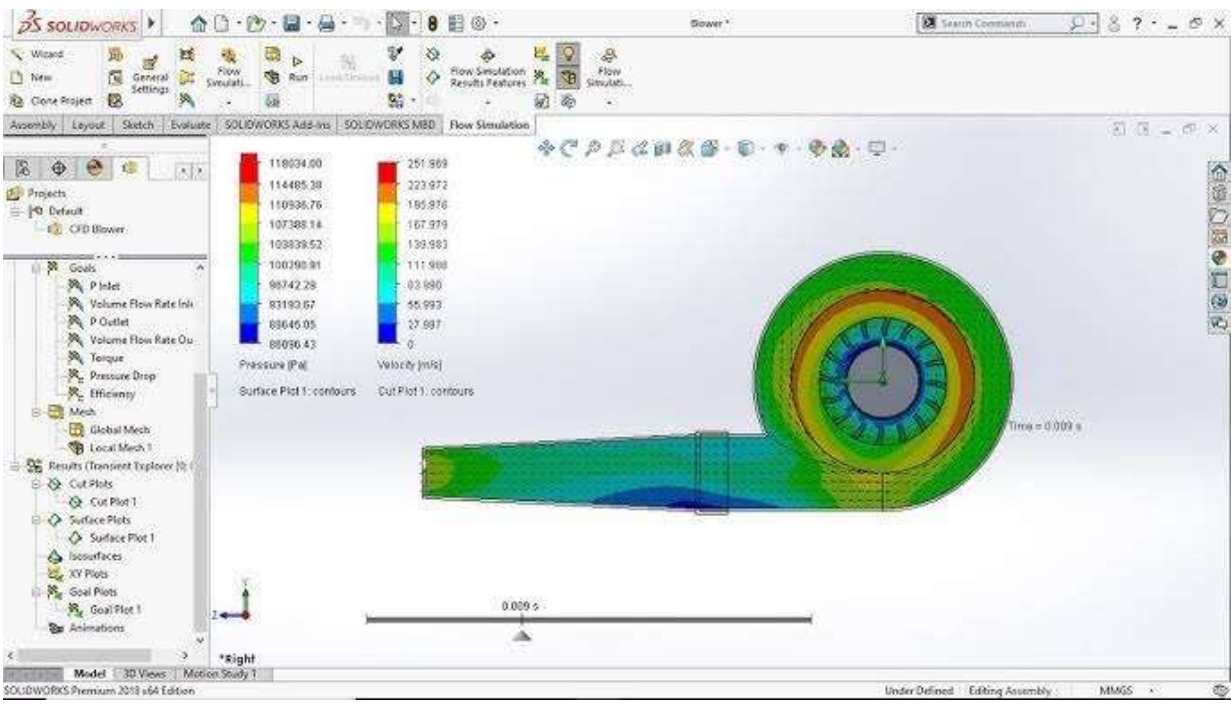 SOLIDWORKS
Blower *
Search Commands
?
Wizard
New
Clone Project
General Settings
Flow Simulati...
Run
Load/Unload
Flow Simulation Results Features
Flow Simulati...
Assembly
Layout
Sketch
Evaluate
SOLIDWORKS Add-Ins
SOLIDWORKS MBD
Flow Simulation
Projects
Default
CFD Blower
Goals
P Inlet
Volume Flow Rate Inl
P Outlet
Volume Flow Rate Ou
Torque
Pressure Drop
Efficiency
Mesh
Global Mesh
Local Mesh 1
Results (Transient Explorer [0;
Cut Plots
Cut Plot 1
Surface Plots
Surface Plot 1
Isosurfaces
XY Plots
Goal Plots
Goal Plot 1
Animations
118034.00
114485.38
110936.76
107388.14
103839.52
100290.91
96742.28
93193.67
89645.05
86096.43
Pressure [Pa]
Surface Plot 1: contours
251.969
223.972
195.976
167.979
139.983
111.986
83.990
55.993
27.997
0
Velocity [m/s]
Cut Plot 1: contours
Time = 0.009 s
0.009 s
Y
Z
*Right
Model
3D Views
Motion Study 1
SOLIDWORKS Premium 2018 x64 Edition
Under Defined
Editing Assembly
MMGS